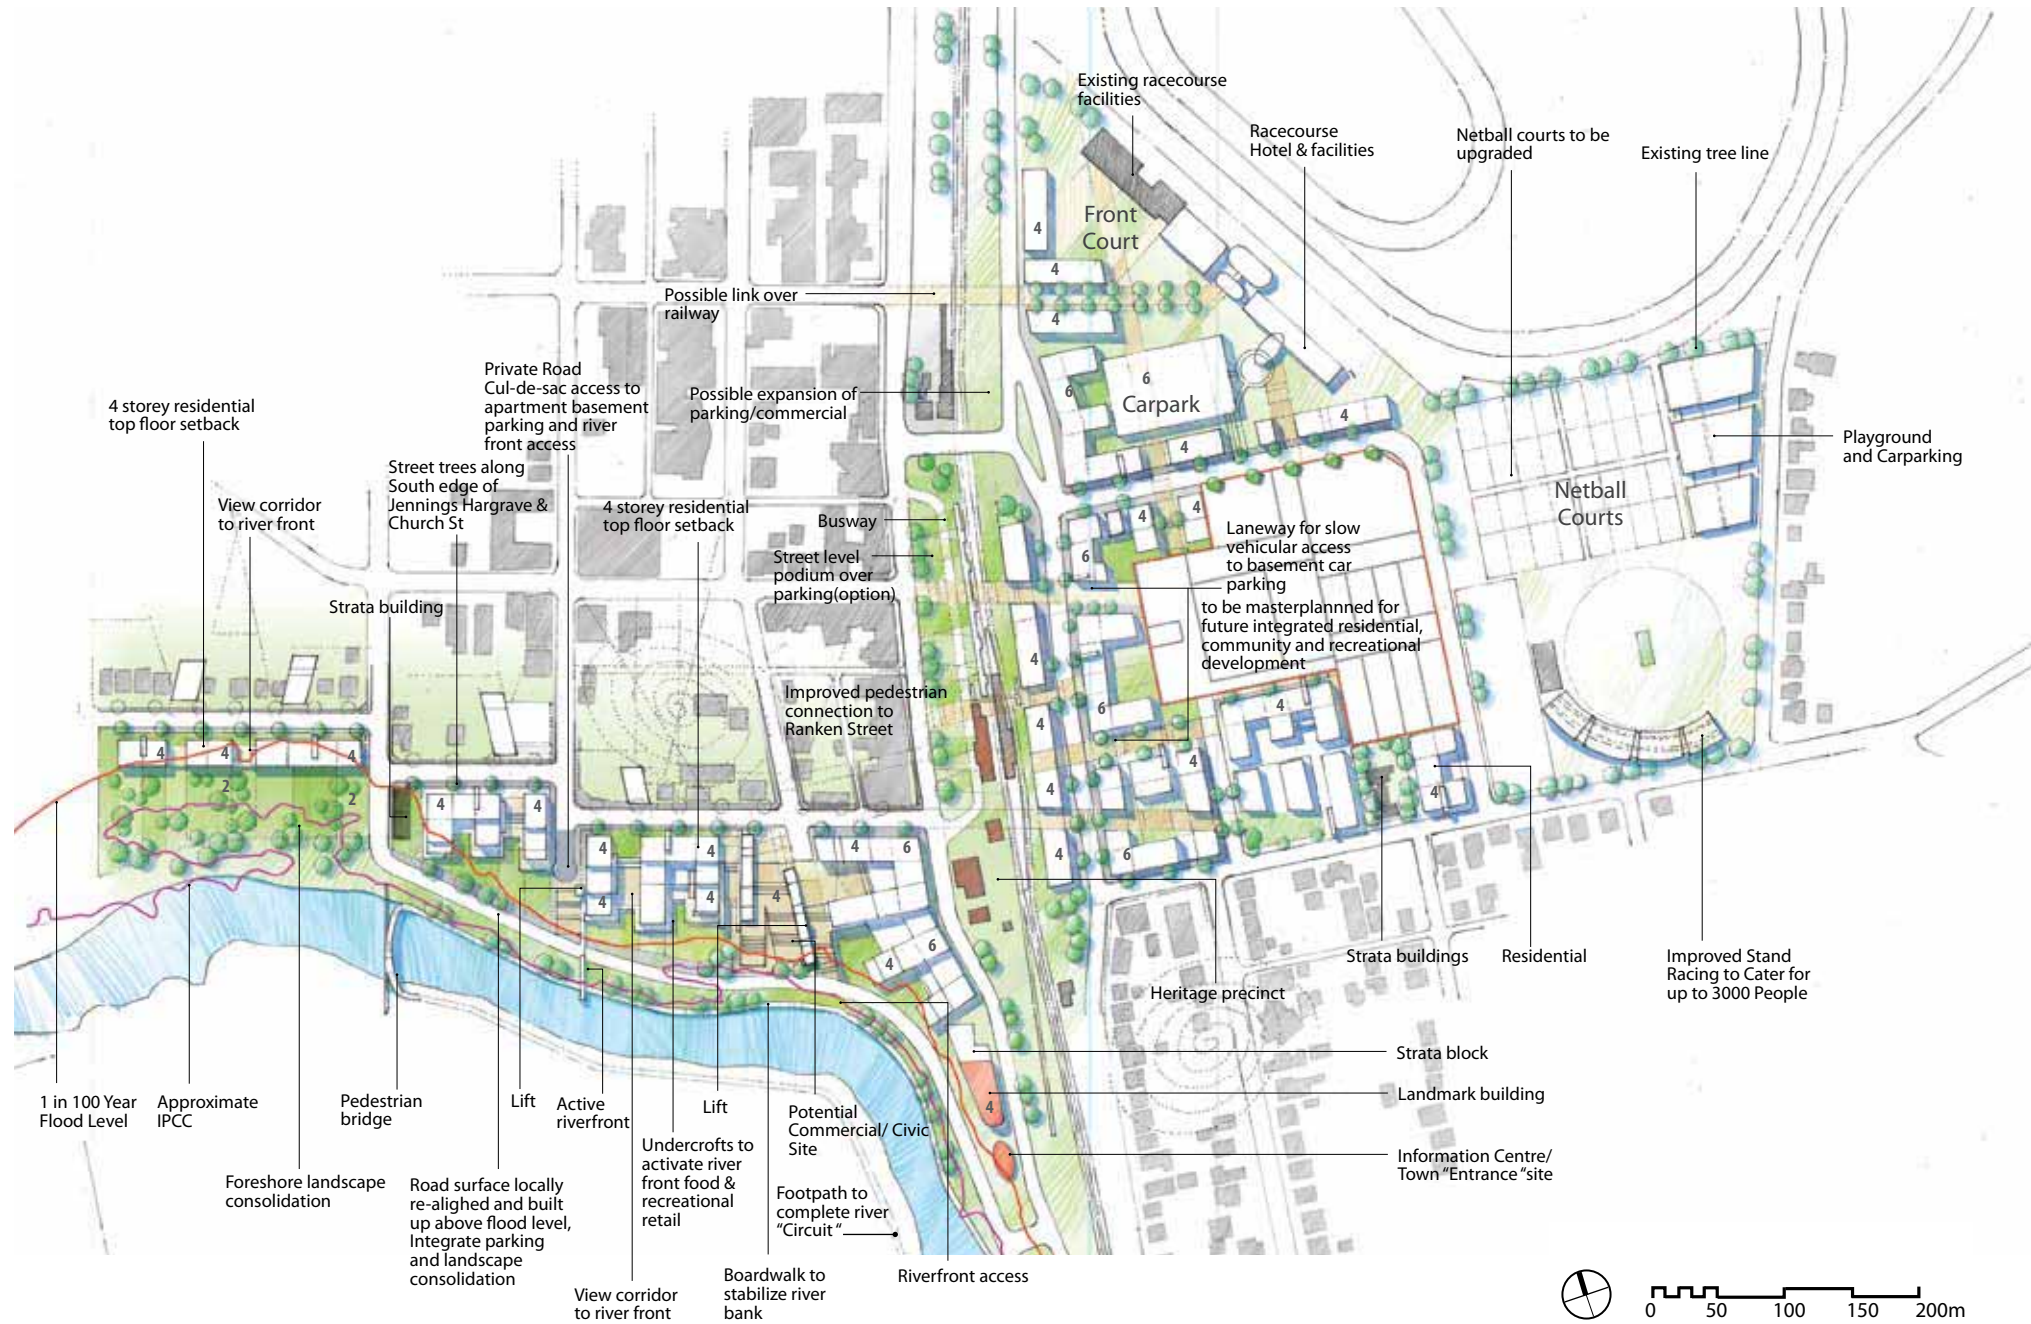 Existing racecourse
facilities
Racecourse
Hotel & facilities
Netball courts to be
upgraded
Existing tree line
Front
Court
4
4
4
Possible link over
railway
Private Road
Cul-de-sac access to
apartment basement
parking and river
front access
Possible expansion of
parking/commercial
6
6
Carpark
4
4
4 storey residential
top floor setback
Playground
and Carparking
Street trees along
South edge of
Jennings Hargrave &
Church St
View corridor
to river front
4 storey residential
top floor setback
Busway
Netball
Courts
4
4
Laneway for slow
vehicular access
to basement car
parking
Street level
podium over
parking(option)
6
Strata building
to be masterplannned for
future integrated residential,
community and recreational
development
4
Improved pedestrian
connection to
Ranken Street
4
6
4
4
4
4
4
4
4
2
2
4
4
4
4
4
4
6
4
6
4
4
4
4
6
4
Strata buildings
Residential
Improved Stand
Racing to Cater for
up to 3000 People
Heritage precinct
Strata block
Landmark building
4
Information Centre/
Town “Entrance “site
1 in 100 Year
Flood Level
Approximate
IPCC
Pedestrian
bridge
Lift
Active
riverfront
Lift
Potential
Commercial/ Civic
Site
Undercrofts to
activate river
front food &
recreational
retail
Foreshore landscape
consolidation
Road surface locally
re-alighed and built
up above flood level,
Integrate parking
and landscape
consolidation
Footpath to
complete river
“Circuit “
View corridor
to river front
Boardwalk to
stabilize river
bank
Riverfront access
0 50 100 150 200m